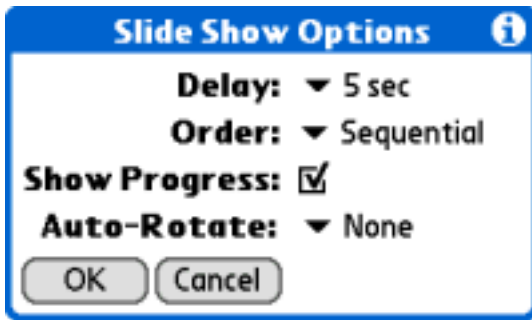 Slide Show Options
Delay: 5 sec
Order: Sequential
Show Progress:
Auto-Rotate: None
OK Cancel